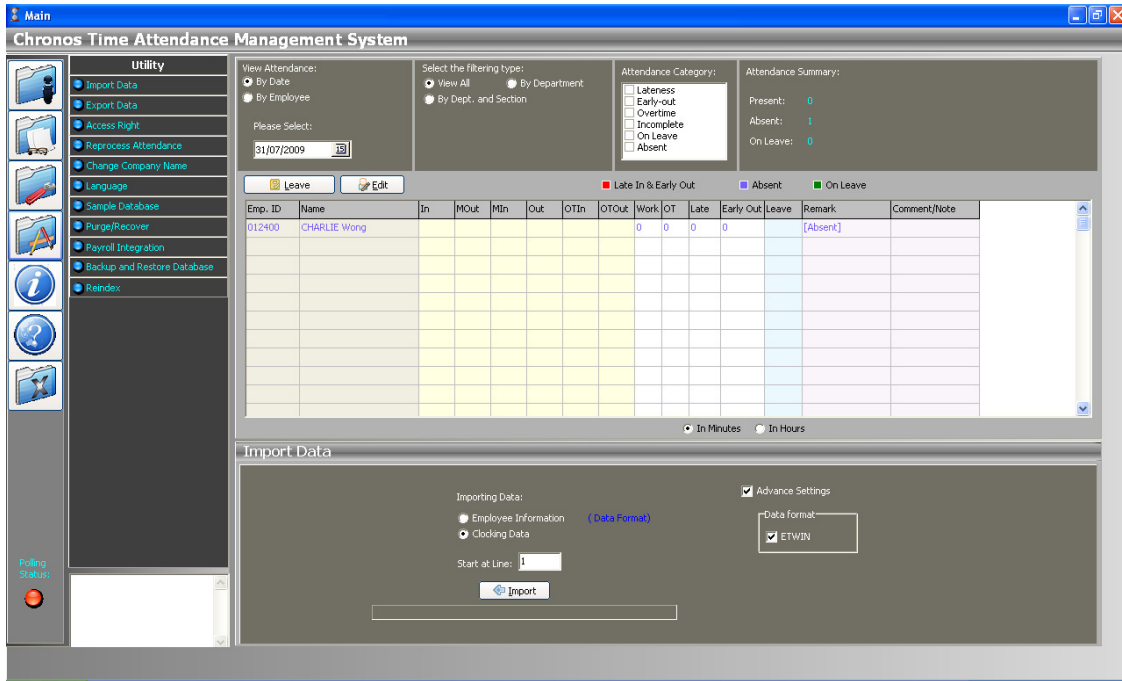 Main
Chronos Time Attendance Management System
Utility
Import Data
Export Data
Access Right
Reprocess Attendance
Change Company Name
Language
Sample Database
Purge/Recover
Payroll Integration
Backup and Restore Database
Reindex
Polling
Status:
View Attendance:
By Date
By Employee
Please Select:
31/07/2009 15
Select the filtering type:
View All By Department
By Dept. and Section
Attendance Category:
Lateness
Early-out
Overtime
Incomplete
On Leave
Absent
Attendance Summary:
Present: 0
Absent: 1
On Leave: 0
Leave Edit Late In & Early Out Absent On Leave
Emp. ID Name In MOut MIn Out OTIn OTOut Work OT Late Early Out Leave Remark Comment/Note
012400 CHARLIE Wong 0 0 0 0 [Absent]
In Minutes In Hours
Import Data
Importing Data:
Employee Information ( Data Format)
Clocking Data
Start at Line: 1
Import
Advance Settings
Data format
ETWIN